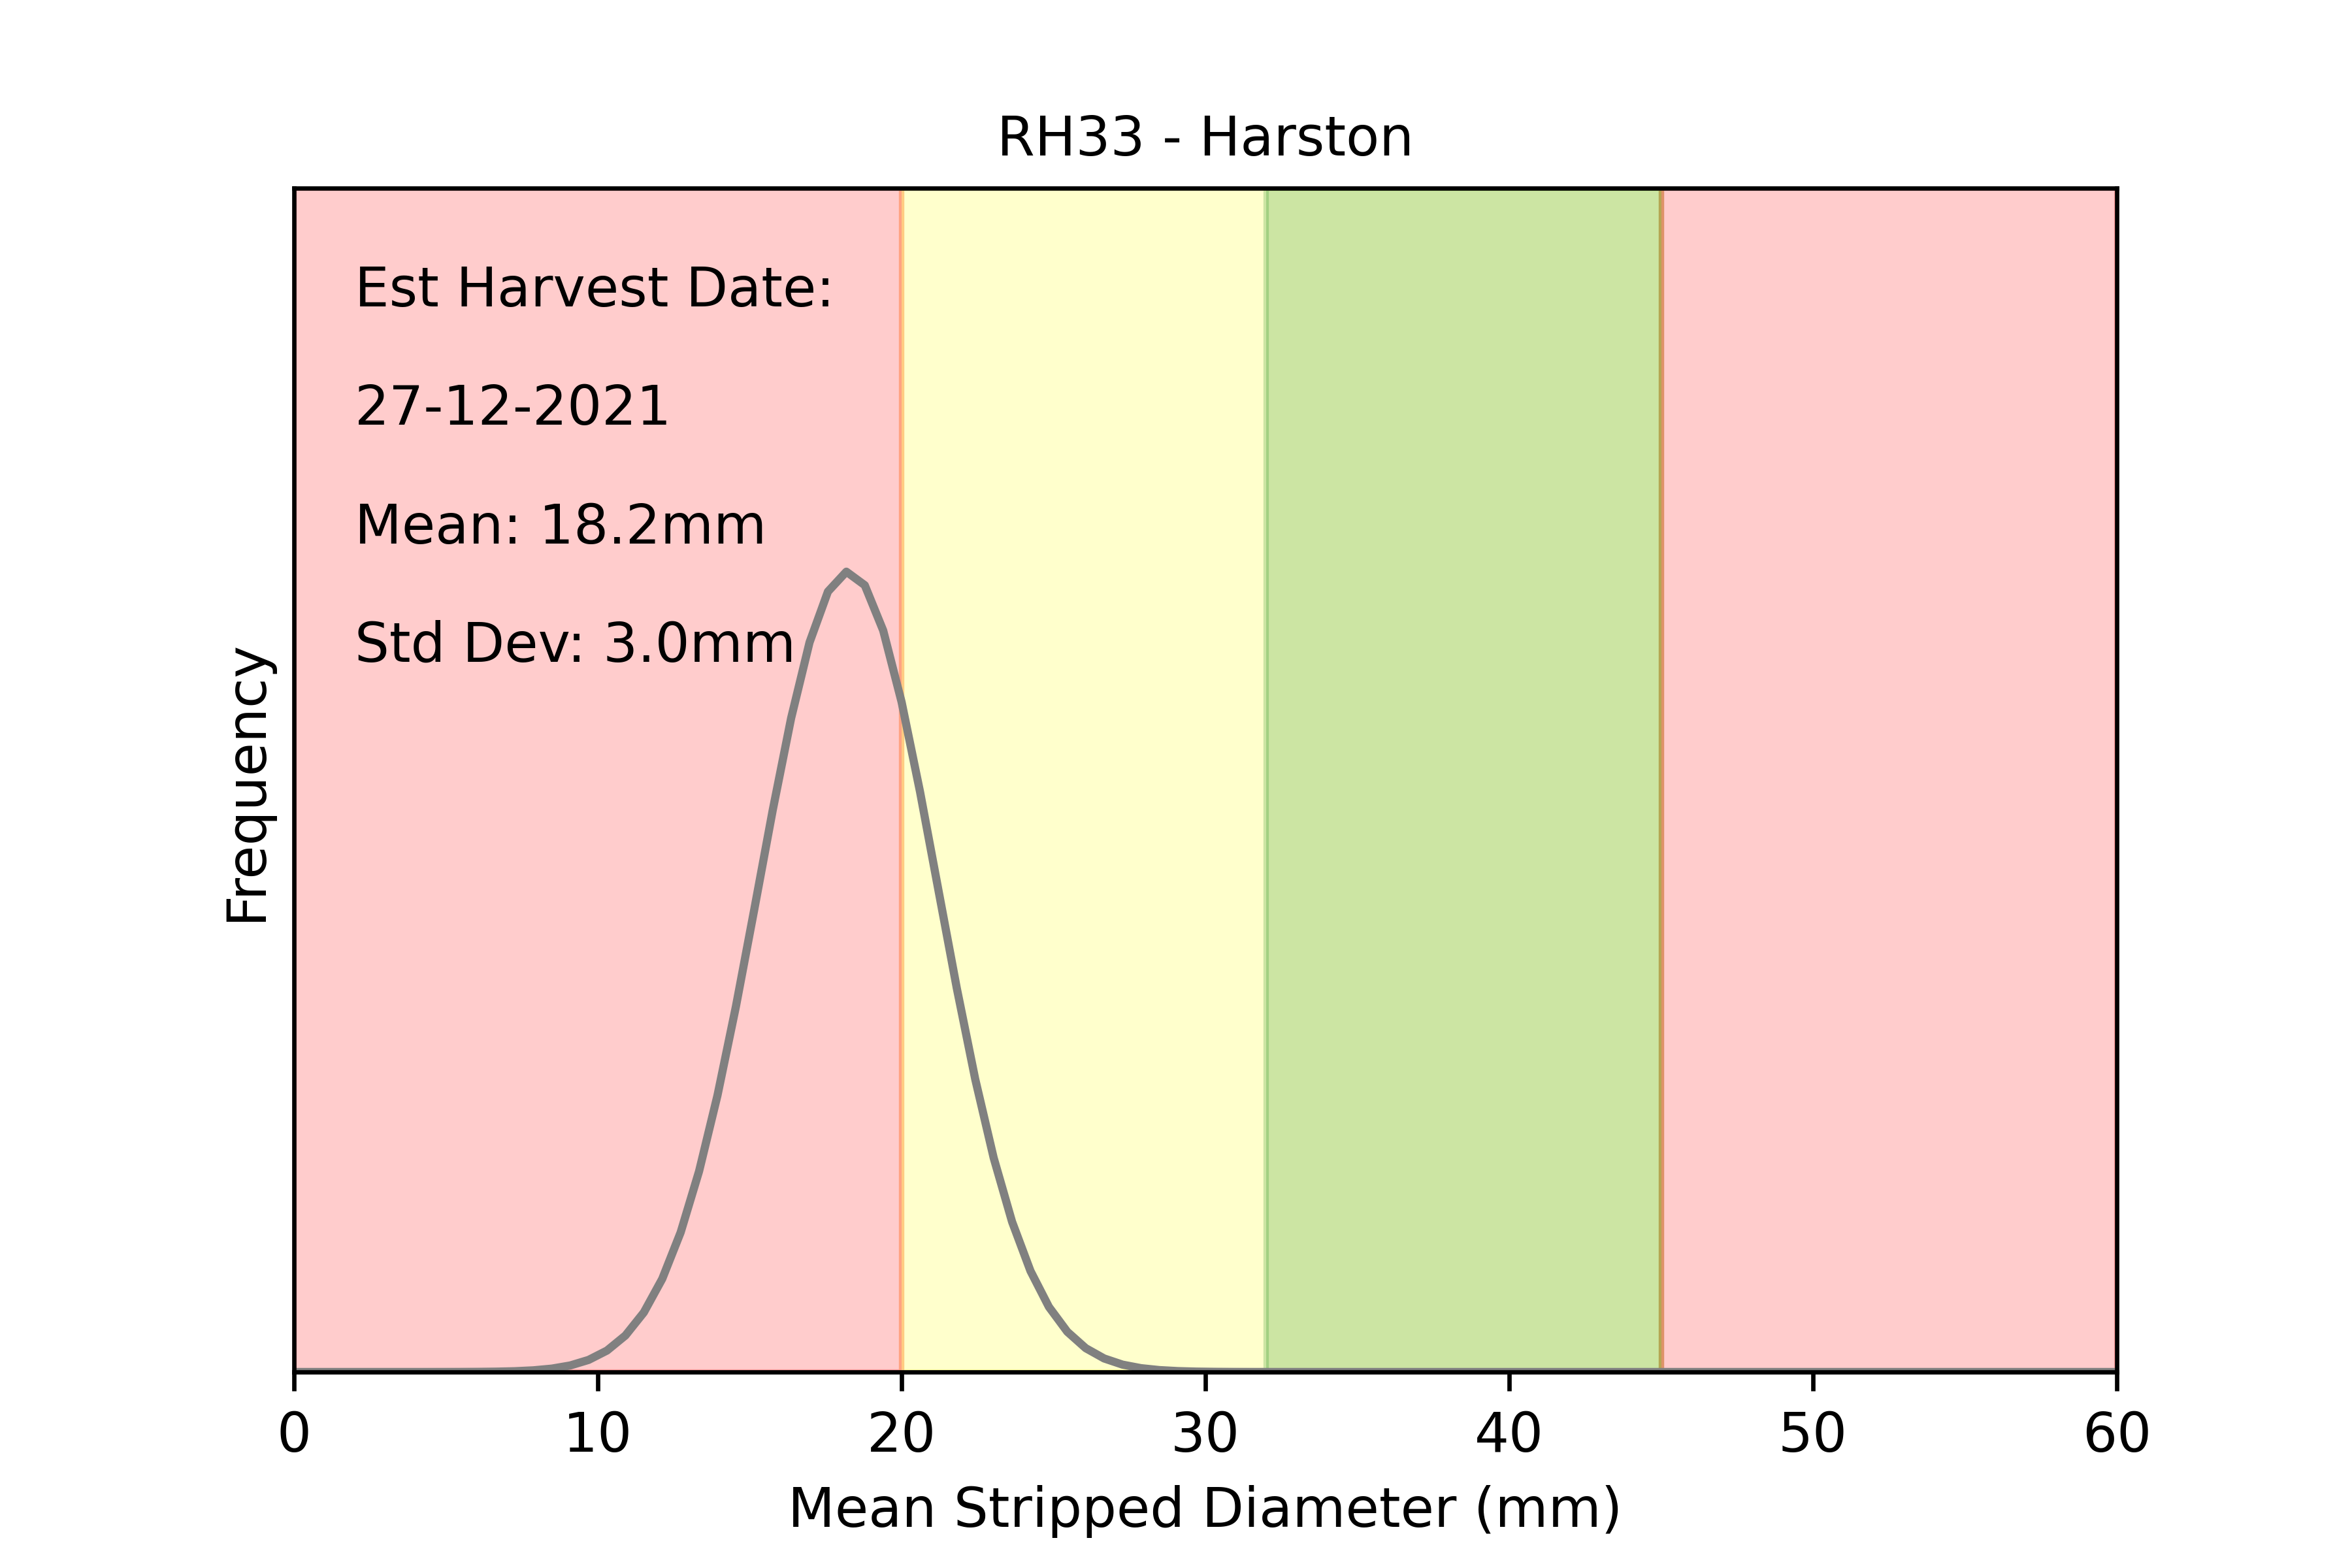 RH33 - Harston
Est Harvest Date:
27-12-2021
Mean: 18.2mm
Std Dev: 3.0mm
Frequency
0 10 20 30 40 50 60
Mean Stripped Diameter (mm)